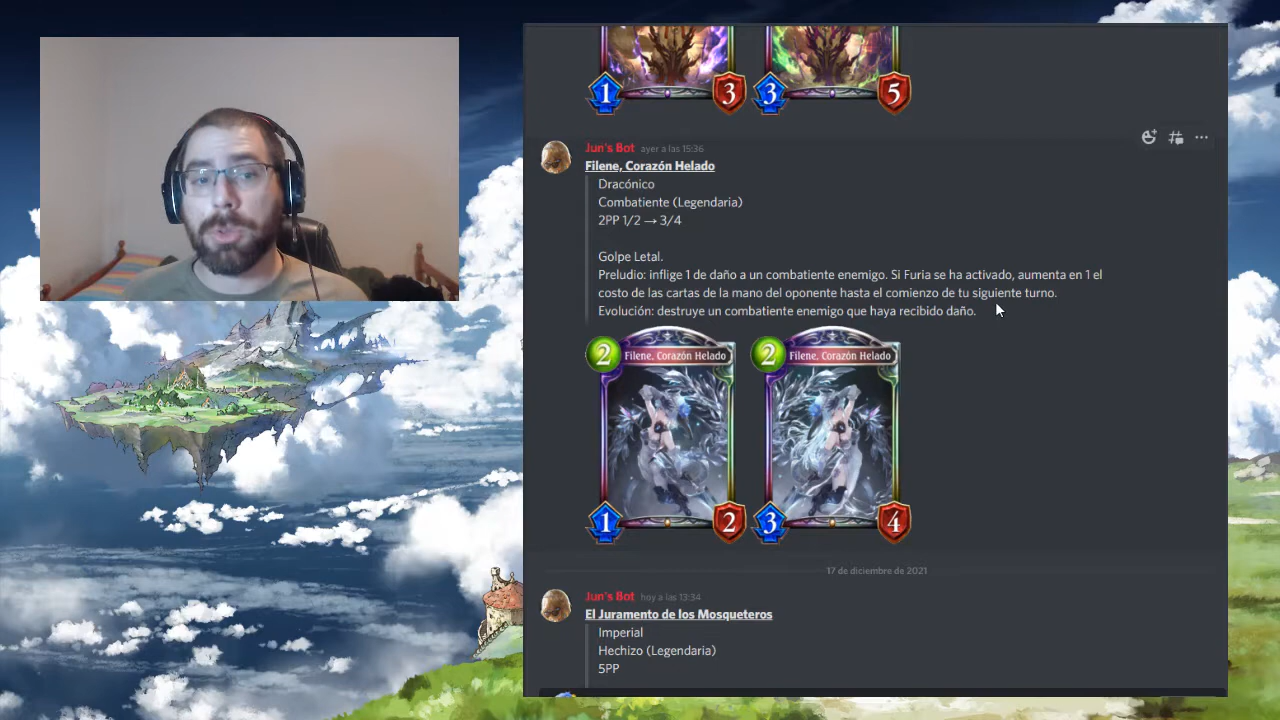 1 3 3 5
Jun's Bot ayer a las 15:36
Filene, Corazón Helado
Dracónico
Combatiente (Legendaria)
2PP 1/2 → 3/4
Golpe Letal.
Preludio: inflige 1 de daño a un combatiente enemigo. Si Furia se ha activado, aumenta en 1 el
costo de las cartas de la mano del oponente hasta el comienzo de tu siguiente turno.
Evolución: destruye un combatiente enemigo que haya recibido daño.
2 Filene, Corazón Helado 2 Filene, Corazón Helado
1 2 3 4
17 de diciembre de 2021
Jun's Bot hoy a las 13:34
El Juramento de los Mosqueteros
Imperial
Hechizo (Legendaria)
5PP